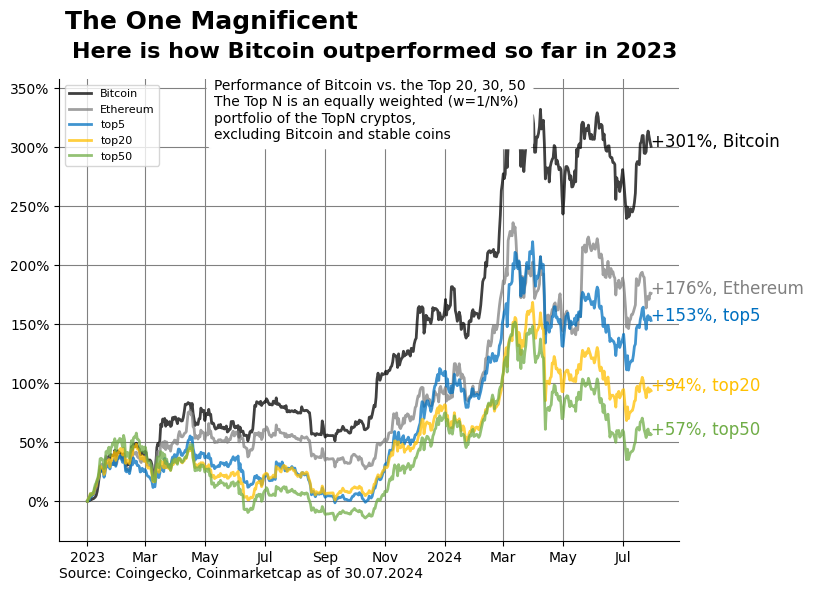 The One Magnificent
Here is how Bitcoin outperformed so far in 2023
350%
300%
250%
200%
150%
100%
50%
0%
Bitcoin
Ethereum
top5
top20
top50
Performance of Bitcoin vs. the Top 20, 30, 50
The Top N is an equally weighted (w=1/N%)
portfolio of the TopN cryptos,
excluding Bitcoin and stable coins
+301%, Bitcoin
+176%, Ethereum
+153%, top5
+94%, top20
+57%, top50
2023 Mar May Jul Sep Nov 2024 Mar May Jul
Source: Coingecko, Coinmarketcap as of 30.07.2024